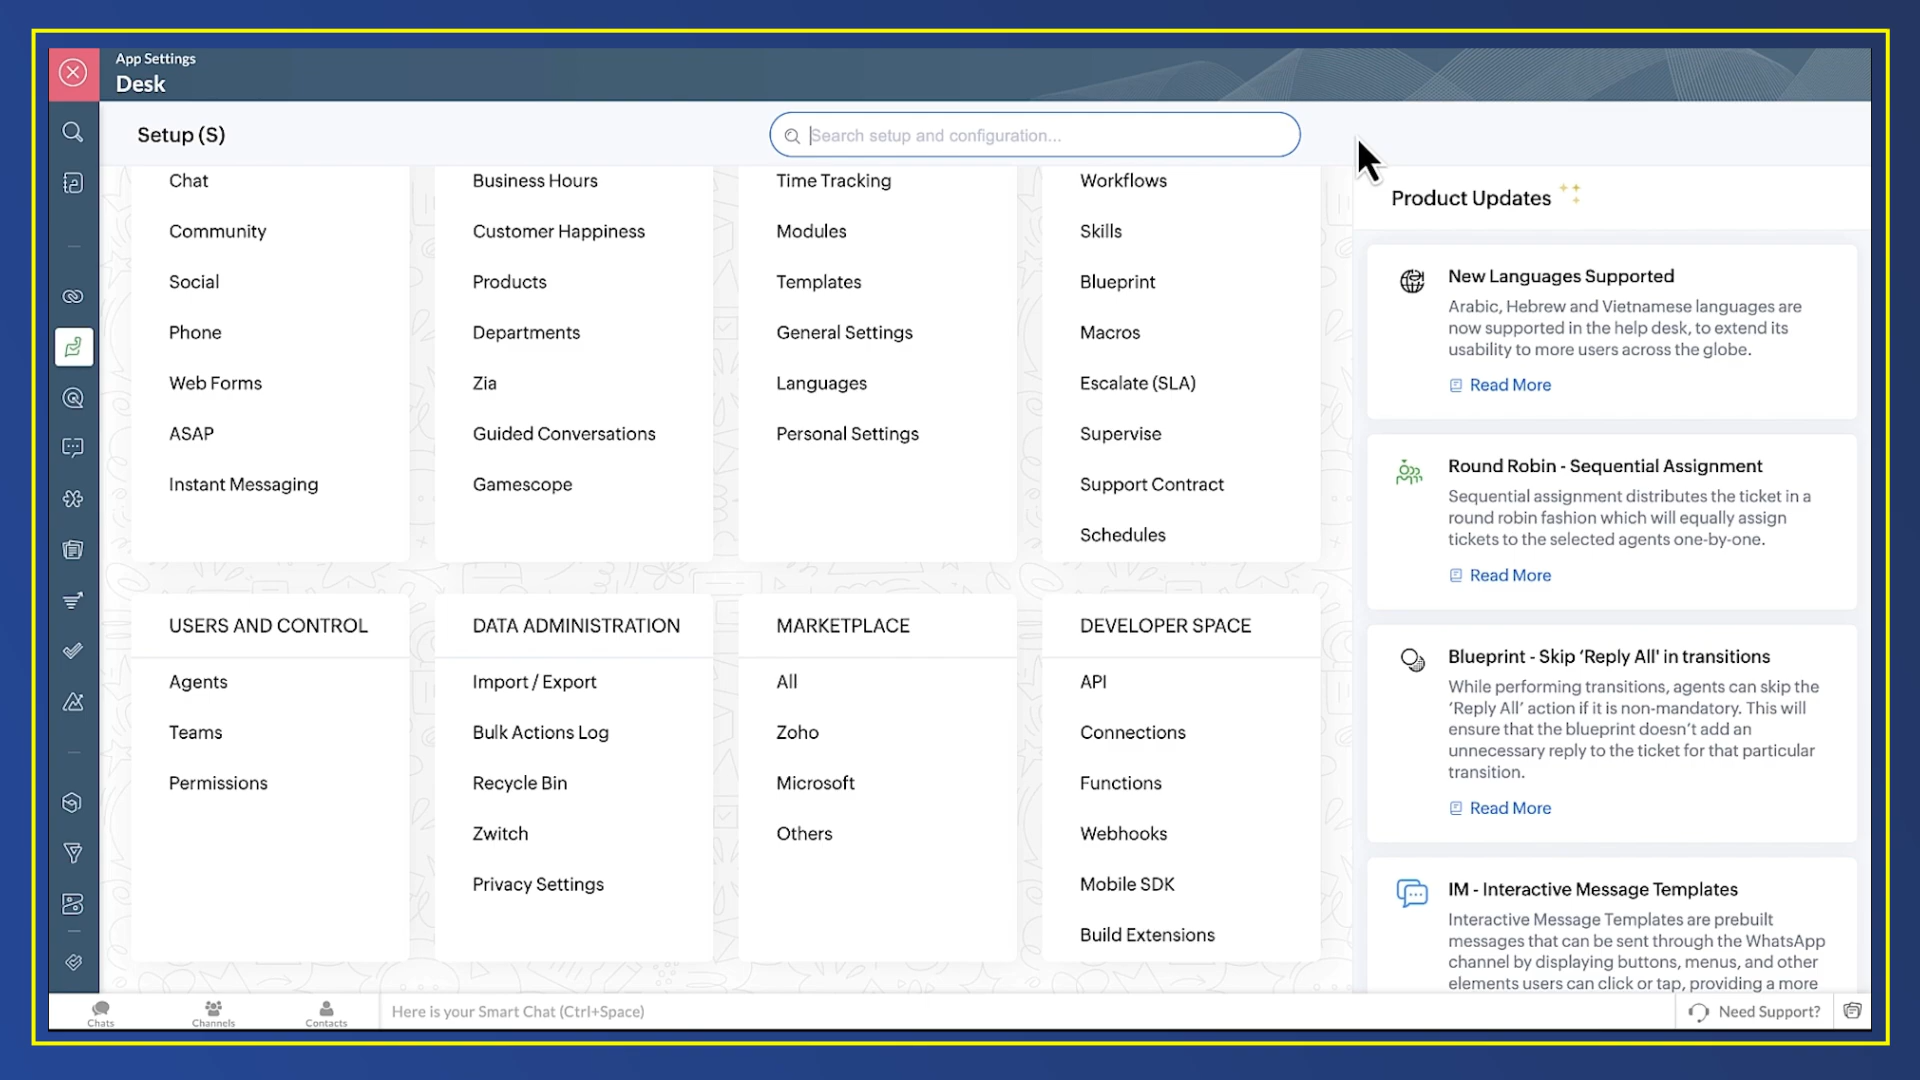 App Settings
Desk
Setup (S)
Search setup and configuration...
Chat
Community
Social
Phone
Web Forms
ASAP
Instant Messaging
Business Hours
Customer Happiness
Products
Departments
Zia
Guided Conversations
Gamescope
Time Tracking
Modules
Templates
General Settings
Languages
Personal Settings
Workflows
Skills
Blueprint
Macros
Escalate (SLA)
Supervise
Support Contract
Schedules
USERS AND CONTROL
Agents
Teams
Permissions
DATA ADMINISTRATION
Import / Export
Bulk Actions Log
Recycle Bin
Zwitch
Privacy Settings
MARKETPLACE
All
Zoho
Microsoft
Others
DEVELOPER SPACE
API
Connections
Functions
Webhooks
Mobile SDK
Build Extensions
Product Updates
New Languages Supported
Arabic, Hebrew and Vietnamese languages are
now supported in the help desk, to extend its
usability to more users across the globe.
Read More
Round Robin - Sequential Assignment
Sequential assignment distributes the ticket in a
round robin fashion which will equally assign
tickets to the selected agents one-by-one.
Read More
Blueprint - Skip ‘Reply All' in transitions
While performing transitions, agents can skip the
‘Reply All’ action if it is non-mandatory. This will
ensure that the blueprint doesn’t add an
unnecessary reply to the ticket for that particular
transition.
Read More
IM - Interactive Message Templates
Interactive Message Templates are prebuilt
messages that can be sent through the WhatsApp
channel by displaying buttons, menus, and other
elements users can click or tap, providing a more
Chats
Channels
Contacts
Here is your Smart Chat (Ctrl+Space)
Need Support?